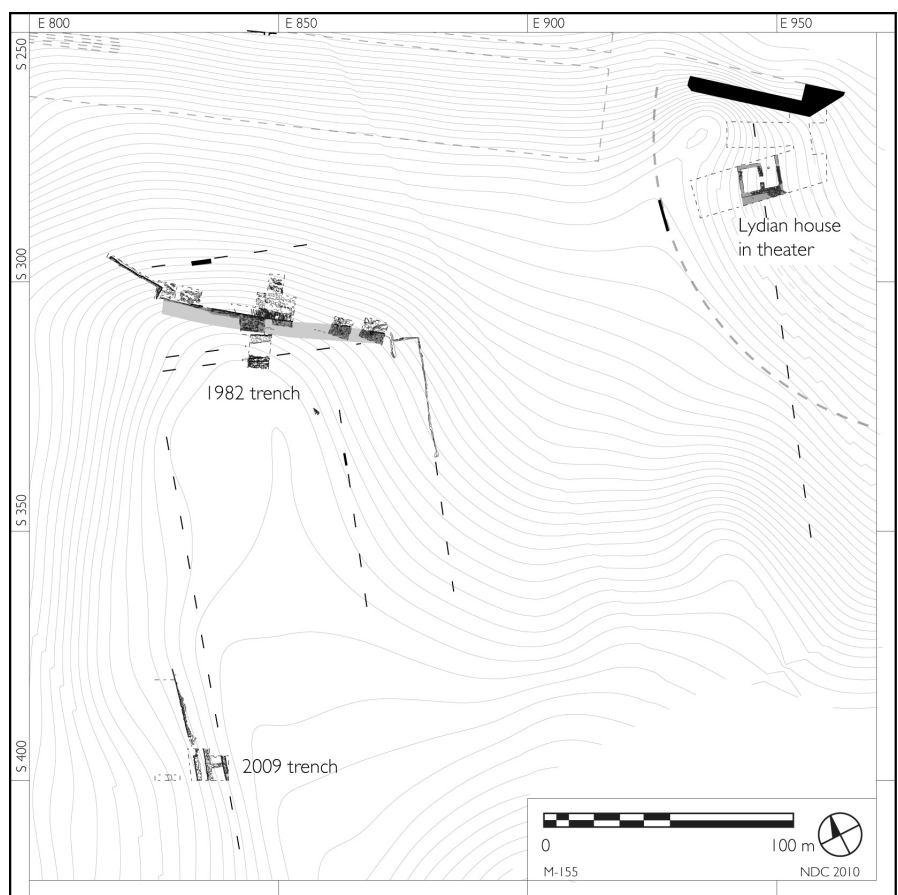 E 800
E 850
E 900
E 950
S 250
Lydian house
in theater
S 300
1982 trench
S 350
S 400
2009 trench
0
100 m
M-155
NDC 2010